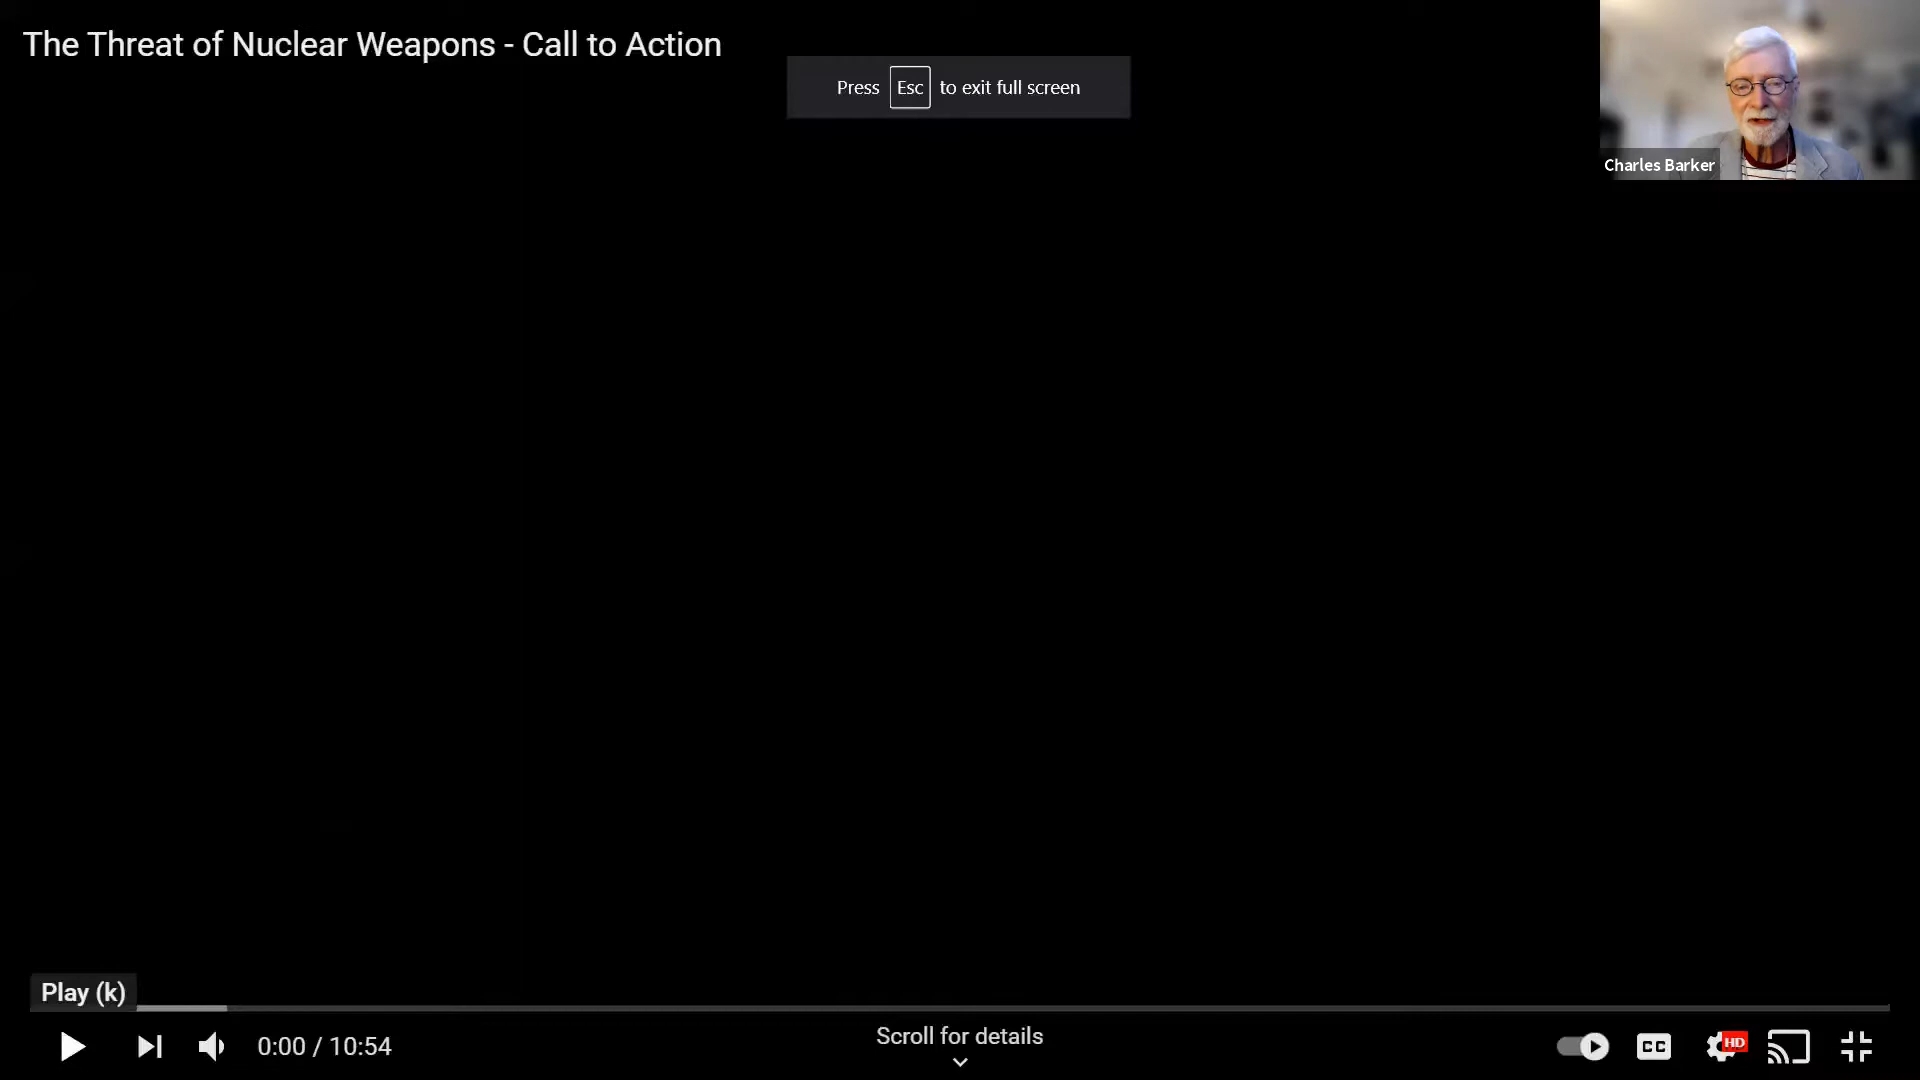 The Threat of Nuclear Weapons - Call to Action
Press Esc to exit full screen
Charles Barker
Play (k)
0:00 / 10:54
Scroll for details
CC
HD